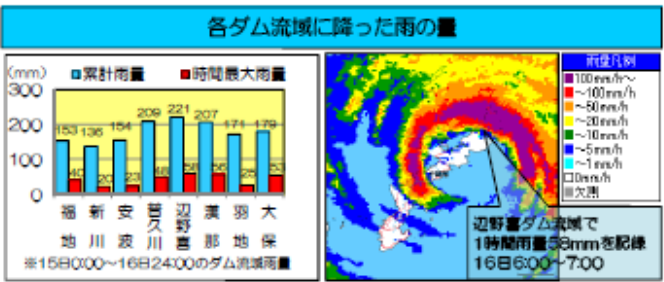 各ダム流域に降った雨の量
(mm) ■累計雨量 ■時間最大雨量
300
200
100
0
153 136 154 209 221 207 171 179
40 20 23 48 58 56 25 53
福地 新川 安波 普久川 辺野喜 漢那 羽地 大保
※15日0:00～16日24:00のダム流域雨量
雨量凡例
■100mm/h～
■～100mm/h
■～50mm/h
■～20mm/h
■～10mm/h
■～5mm/h
■～1mm/h
□0mm/h
■欠測
辺野喜ダム流域で
1時間雨量58mmを記録
16日6:00～7:00